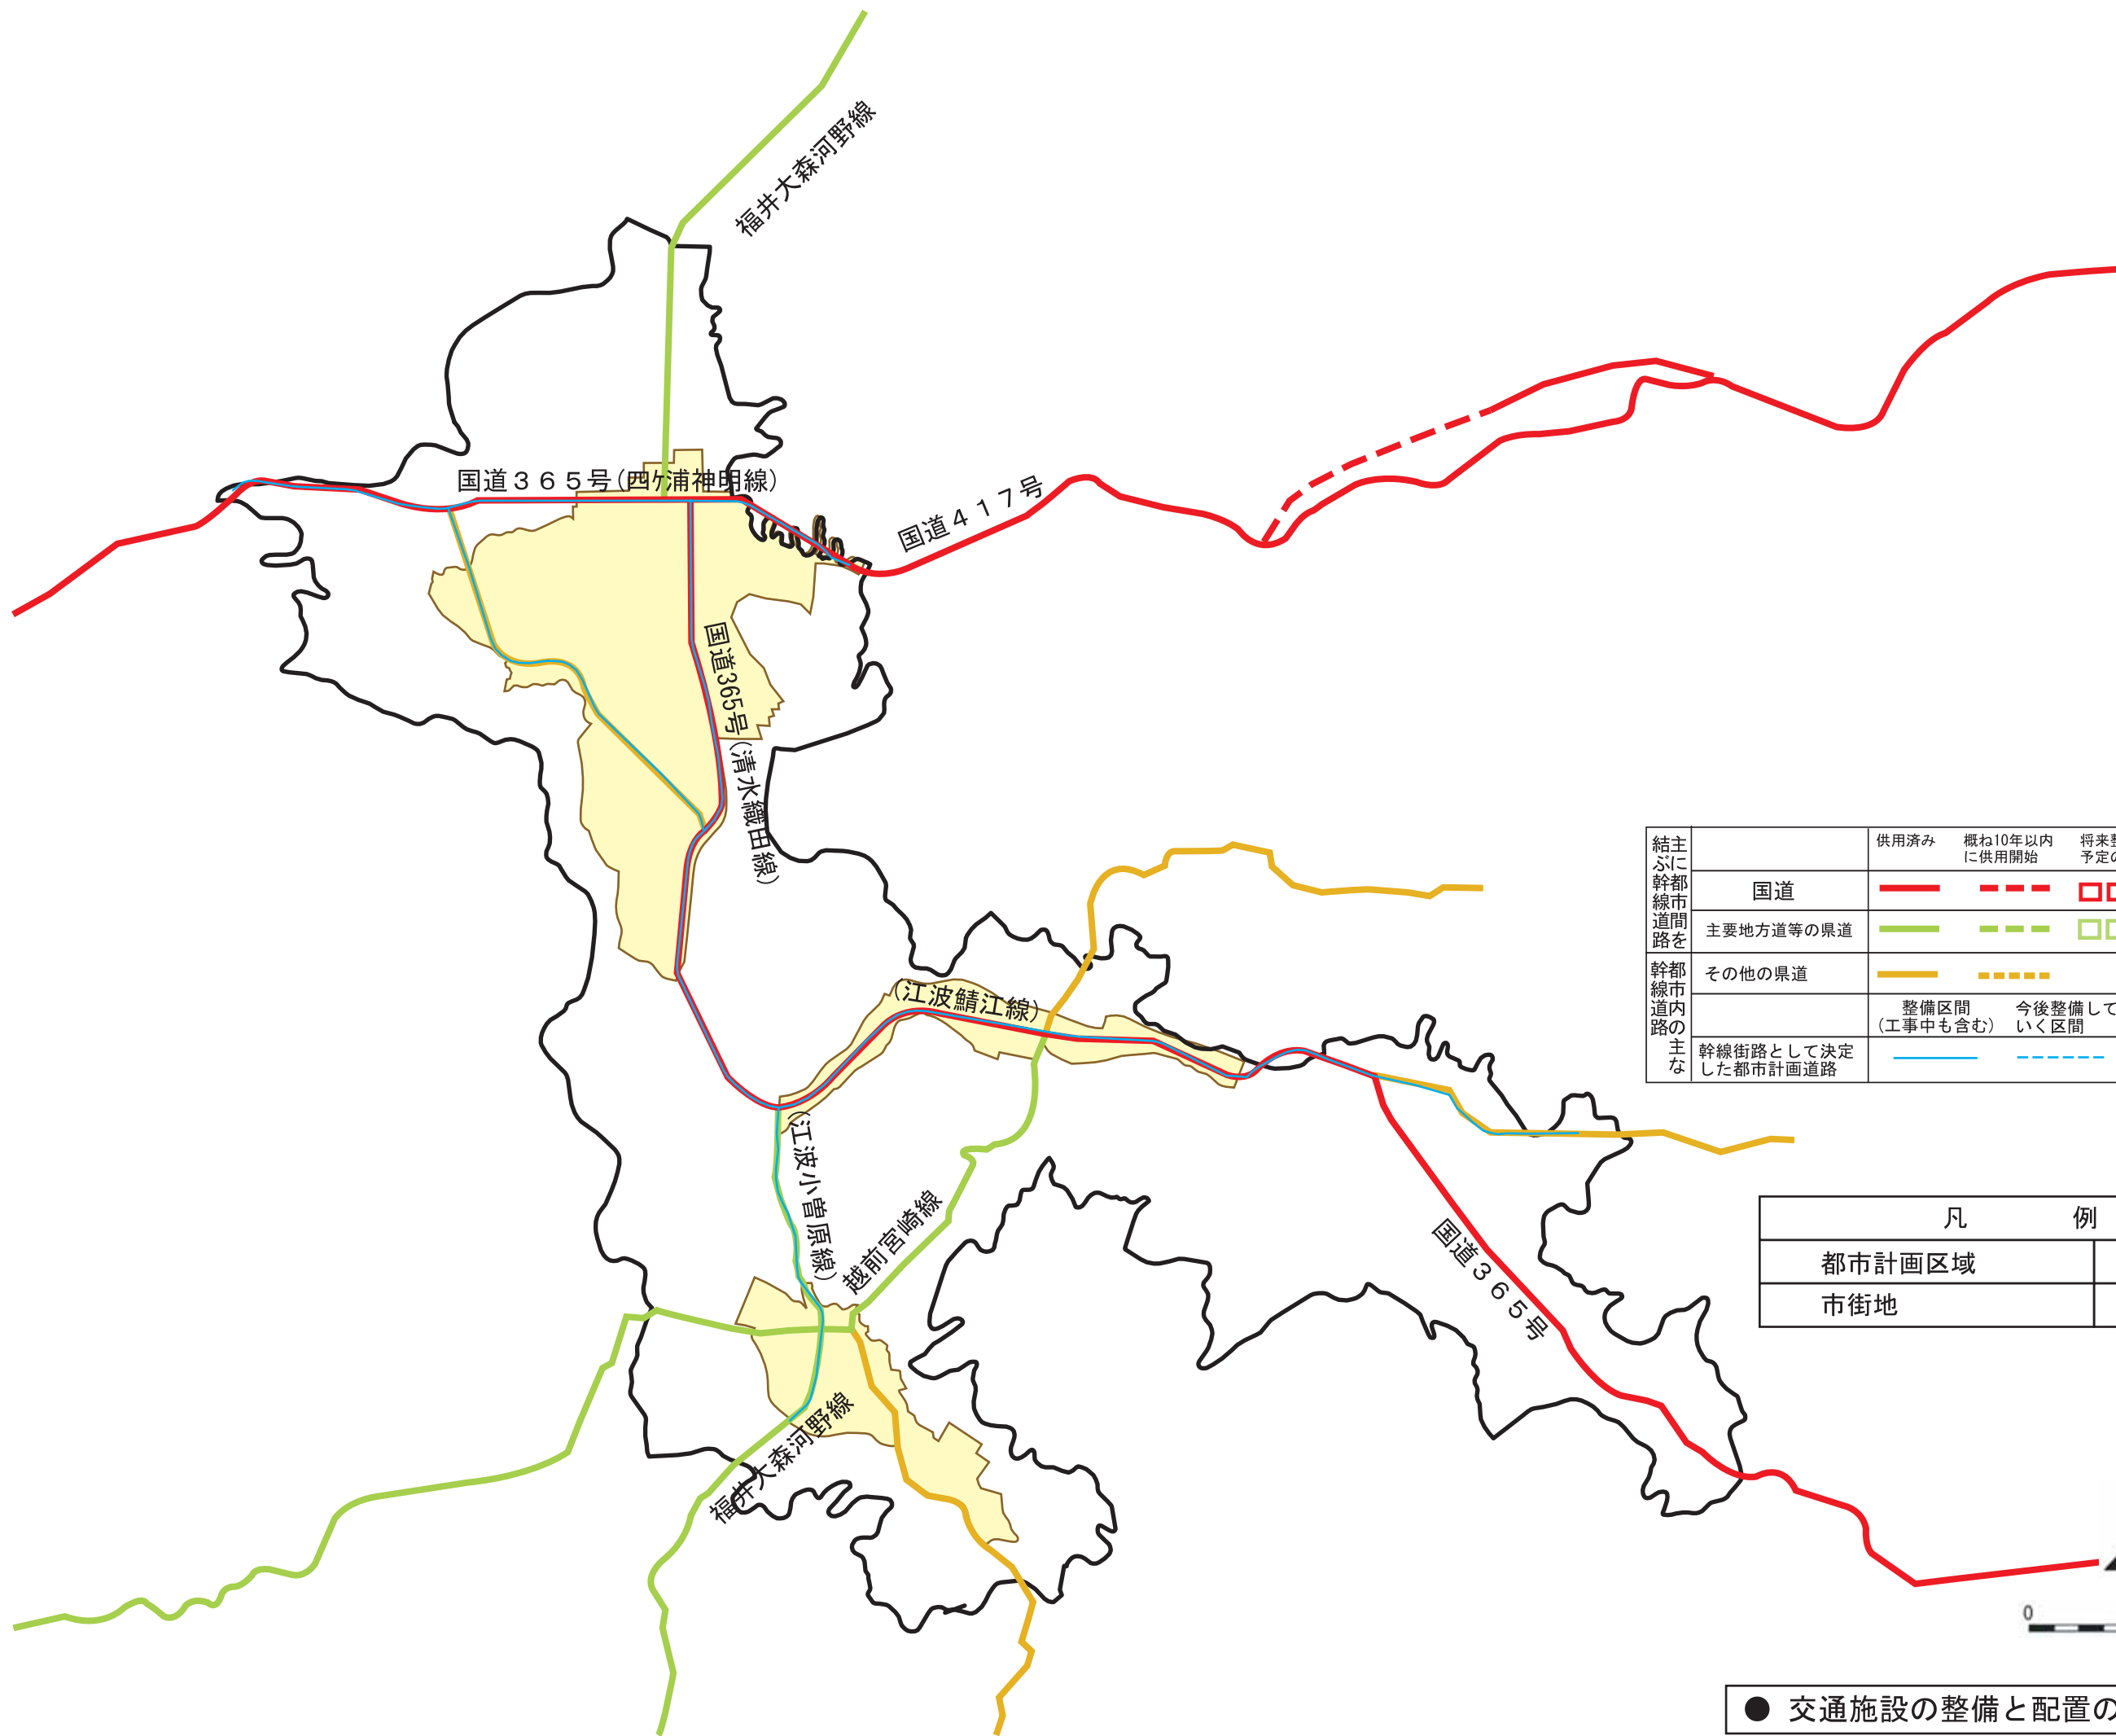 福井大森河野線
国道３６５号(四ケ浦神明線)
国道４１７号
国道365号
(清水織田線)
(江波鯖江線)
(江波小曽原線)
越前宮崎線
国道３６５号
福井大森河野線
主に都市間を
結ぶ幹線道路
供用済み
概ね10年以内
に供用開始
将来整
予定の
国道
主要地方道等の県道
都市内の主な
幹線道路
その他の県道
整備区間
(工事中も含む)
今後整備して
いく区間
幹線街路として決定
した都市計画道路
凡 例
都市計画区域
市街地
0
● 交通施設の整備と配置の